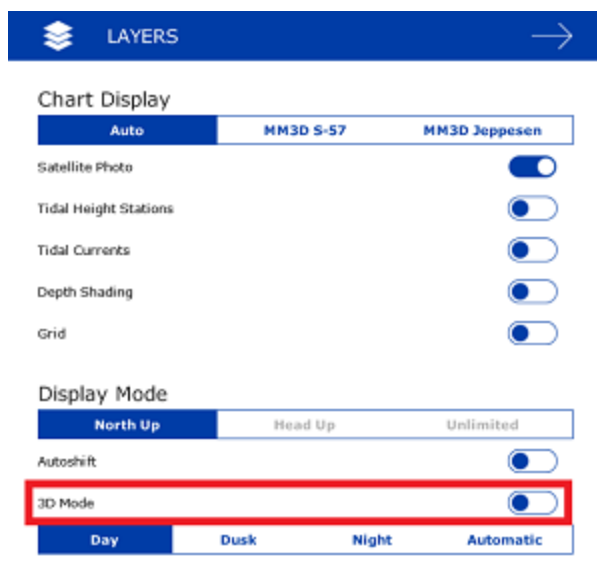 LAYERS
Chart Display
Auto MM3D S-57 MM3D Jeppesen
Satellite Photo
Tidal Height Stations
Tidal Currents
Depth Shading
Grid
Display Mode
North Up Head Up Unlimited
Autoshift
3D Mode
Day Dusk Night Automatic